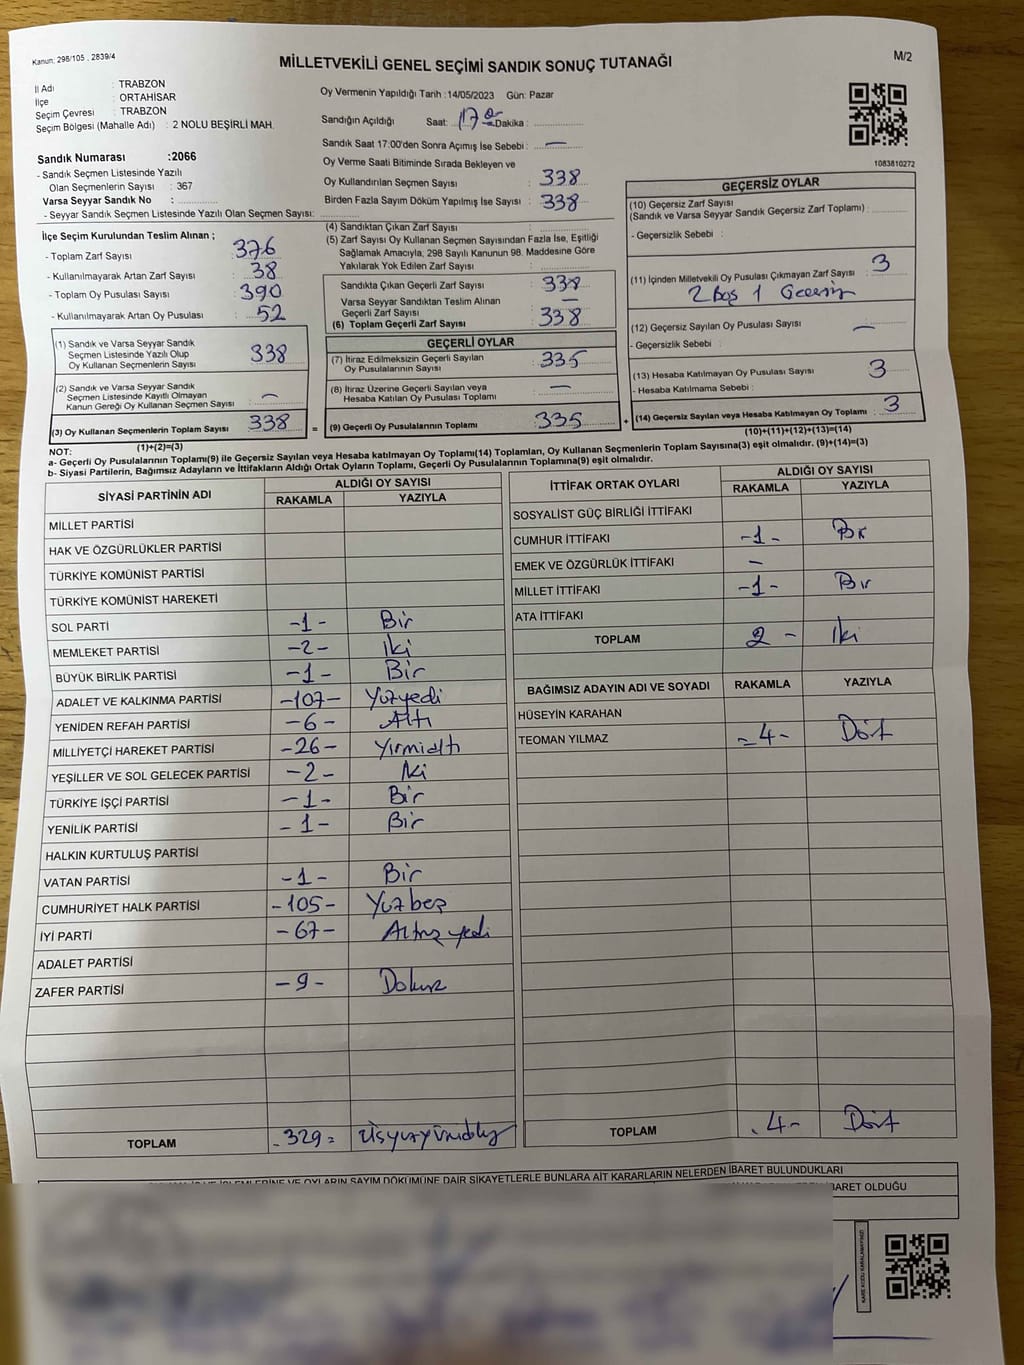 Kanun: 298/105 , 2839/4
MİLLETVEKİLİ GENEL SEÇİMİ SANDIK SONUÇ TUTANAĞI
M/2
İl Adı : TRABZON
İlçe : ORTAHİSAR
Seçim Çevresi : TRABZON
Seçim Bölgesi (Mahalle Adı) : 2 NOLU BEŞİRLİ MAH.
Sandık Numarası :2066
- Sandık Seçmen Listesinde Yazılı
Olan Seçmenlerin Sayısı : 367
Varsa Seyyar Sandık No :
- Seyyar Sandık Seçmen Listesinde Yazılı Olan Seçmen Sayısı:
Oy Vermenin Yapıldığı Tarih :14/05/2023 Gün: Pazar
Sandığın Açıldığı Saat: 17 Dakika :
Sandık Saat 17:00'den Sonra Açımış İse Sebebi : —
Oy Verme Saati Bitiminde Sırada Bekleyen ve
Oy Kullandırılan Seçmen Sayısı : 338
Birden Fazla Sayım Döküm Yapılmış İse Sayısı : 338
1083810272
İlçe Seçim Kurulundan Teslim Alınan ;
- Toplam Zarf Sayısı : 376
- Kullanılmayarak Artan Zarf Sayısı : 38
- Toplam Oy Pusulası Sayısı : 390
- Kullanılmayarak Artan Oy Pusulası : 52
(1) Sandık ve Varsa Seyyar Sandık
Seçmen Listesinde Yazılı Olup
Oy Kullanan Seçmenlerin Sayısı : 338
(2) Sandık ve Varsa Seyyar Sandık
Seçmen Listesinde Kayıtlı Olmayan
Kanun Gereği Oy Kullanan Seçmen Sayısı : —
(3) Oy Kullanan Seçmenlerin Toplam Sayısı : 338
(1)+(2)=(3)
(4) Sandıktan Çıkan Zarf Sayısı :
(5) Zarf Sayısı Oy Kullanan Seçmen Sayısından Fazla İse, Eşitliği
Sağlamak Amacıyla, 298 Sayılı Kanunun 98. Maddesine Göre
Yakılarak Yok Edilen Zarf Sayısı :
Sandıkta Çıkan Geçerli Zarf Sayısı : 338
Varsa Seyyar Sandıktan Teslim Alınan
Geçerli Zarf Sayısı : —
(6) Toplam Geçerli Zarf Sayısı : 338
GEÇERLİ OYLAR
(7) İtiraz Edilmeksizin Geçerli Sayılan
Oy Pusulalarının Sayısı : 335
(8) İtiraz Üzerine Geçerli Sayılan veya
Hesaba Katılan Oy Pusulası Toplamı : —
= (9) Geçerli Oy Pusulalarının Toplamı : 335 +
GEÇERSİZ OYLAR
(10) Geçersiz Zarf Sayısı
(Sandık ve Varsa Seyyar Sandık Geçersiz Zarf Toplamı) :
- Geçersizlik Sebebi :
(11) İçinden Milletvekili Oy Pusulası Çıkmayan Zarf Sayısı : 3
2 Boş 1 Geçersiz
(12) Geçersiz Sayılan Oy Pusulası Sayısı : —
- Geçersizlik Sebebi :
(13) Hesaba Katılmayan Oy Pusulası Sayısı : 3
- Hesaba Katılmama Sebebi :
(14) Geçersiz Sayılan veya Hesaba Katılmayan Oy Toplamı : 3
(10)+(11)+(12)+(13)=(14)
NOT:
a- Geçerli Oy Pusulalarının Toplamı(9) ile Geçersiz Sayılan veya Hesaba katılmayan Oy Toplamı(14) Toplamları, Oy Kullanan Seçmenlerin Toplam Sayısına(3) eşit olmalıdır. (9)+(14)=(3)
b- Siyasi Partilerin, Bağımsız Adayların ve İttifakların Aldığı Ortak Oyların Toplamı, Geçerli Oy Pusulalarının Toplamına(9) eşit olmalıdır.
SİYASİ PARTİNİN ADI ALDIĞI OY SAYISI
RAKAMLA YAZIYLA
MİLLET PARTİSİ
HAK VE ÖZGÜRLÜKLER PARTİSİ
TÜRKİYE KOMÜNİST PARTİSİ
TÜRKİYE KOMÜNİST HAREKETİ
SOL PARTİ -1- Bir
MEMLEKET PARTİSİ -2- İki
BÜYÜK BİRLİK PARTİSİ -1- Bir
ADALET VE KALKINMA PARTİSİ -107- Yüzyedi
YENİDEN REFAH PARTİSİ -6- Altı
MİLLİYETÇİ HAREKET PARTİSİ -26- Yirmialtı
YEŞİLLER VE SOL GELECEK PARTİSİ -2- İki
TÜRKİYE İŞÇİ PARTİSİ -1- Bir
YENİLİK PARTİSİ -1- Bir
HALKIN KURTULUŞ PARTİSİ
VATAN PARTİSİ -1- Bir
CUMHURİYET HALK PARTİSİ -105- Yüzbeş
İYİ PARTİ -67- Altmışyedi
ADALET PARTİSİ
ZAFER PARTİSİ -9- Dokuz
TOPLAM -329-
İTTİFAK ORTAK OYLARI ALDIĞI OY SAYISI
RAKAMLA YAZIYLA
SOSYALİST GÜÇ BİRLİĞİ İTTİFAKI
CUMHUR İTTİFAKI -1- Bir
EMEK VE ÖZGÜRLÜK İTTİFAKI —
MİLLET İTTİFAKI -1- Bir
ATA İTTİFAKI
TOPLAM 2 - İki
BAĞIMSIZ ADAYIN ADI VE SOYADI RAKAMLA YAZIYLA
HÜSEYİN KARAHAN
TEOMAN YILMAZ -4- Dört
TOPLAM -4- Dört
OYLARIN SAYIM DÖKÜMÜNE DAİR ŞİKAYETLERLE BUNLARA AİT KARARLARIN NELERDEN İBARET BULUNDUKLARI
İBARET OLDUĞU